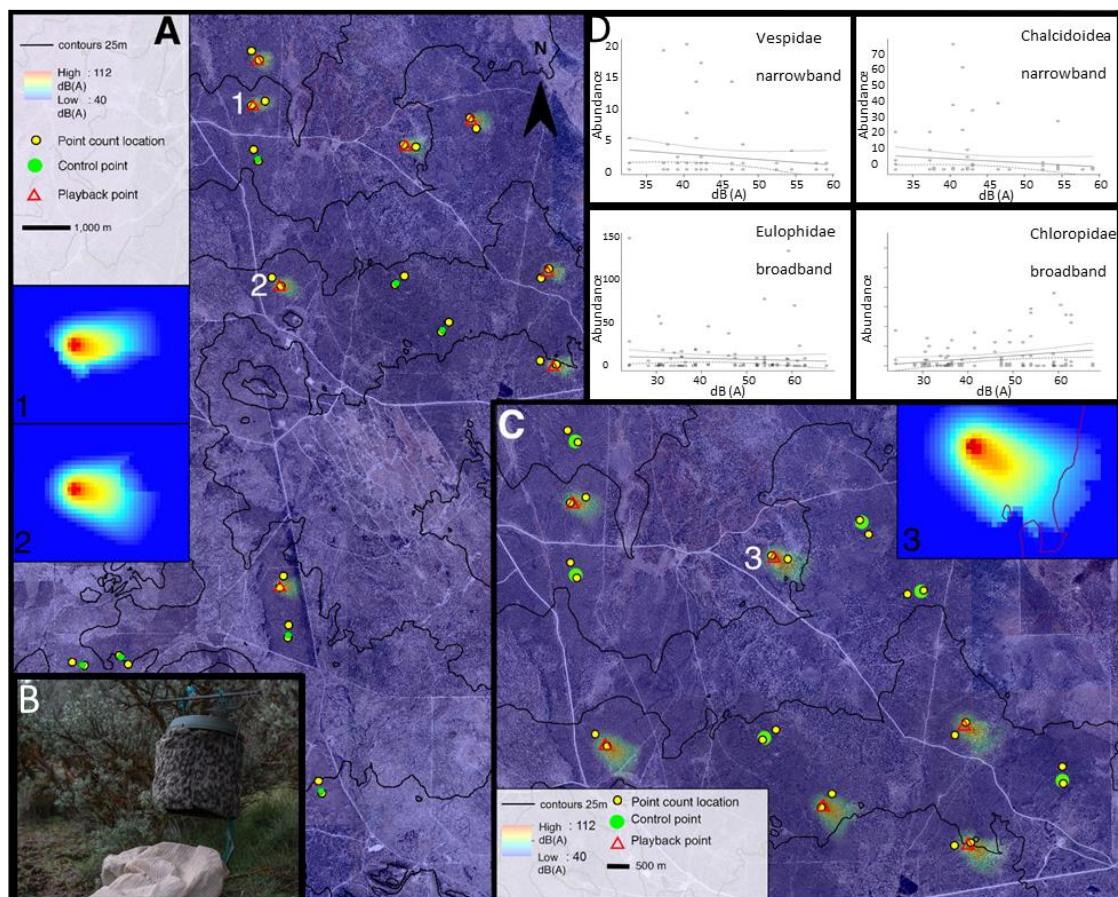 A
contours 25m
High : 112
dB(A)
Low : 40
dB(A)
Point count location
Control point
Playback point
1,000 m
N
1
2
1
2
B
C
3
3
contours 25m
High : 112
dB(A)
Low : 40
dB(A)
Point count location
Control point
Playback point
500 m
D
Vespidae
narrowband
Abundance
20
15
10
5
0
35 40 45 50 55 60
dB (A)
Chalcidoidea
narrowband
Abundance
70
60
50
40
30
20
10
0
35 40 45 50 55 60
dB (A)
Eulophidae
broadband
Abundance
150
100
50
30 40 50 60
dB (A)
Chloropidae
broadband
Abundance
30 40 50 60
dB (A)